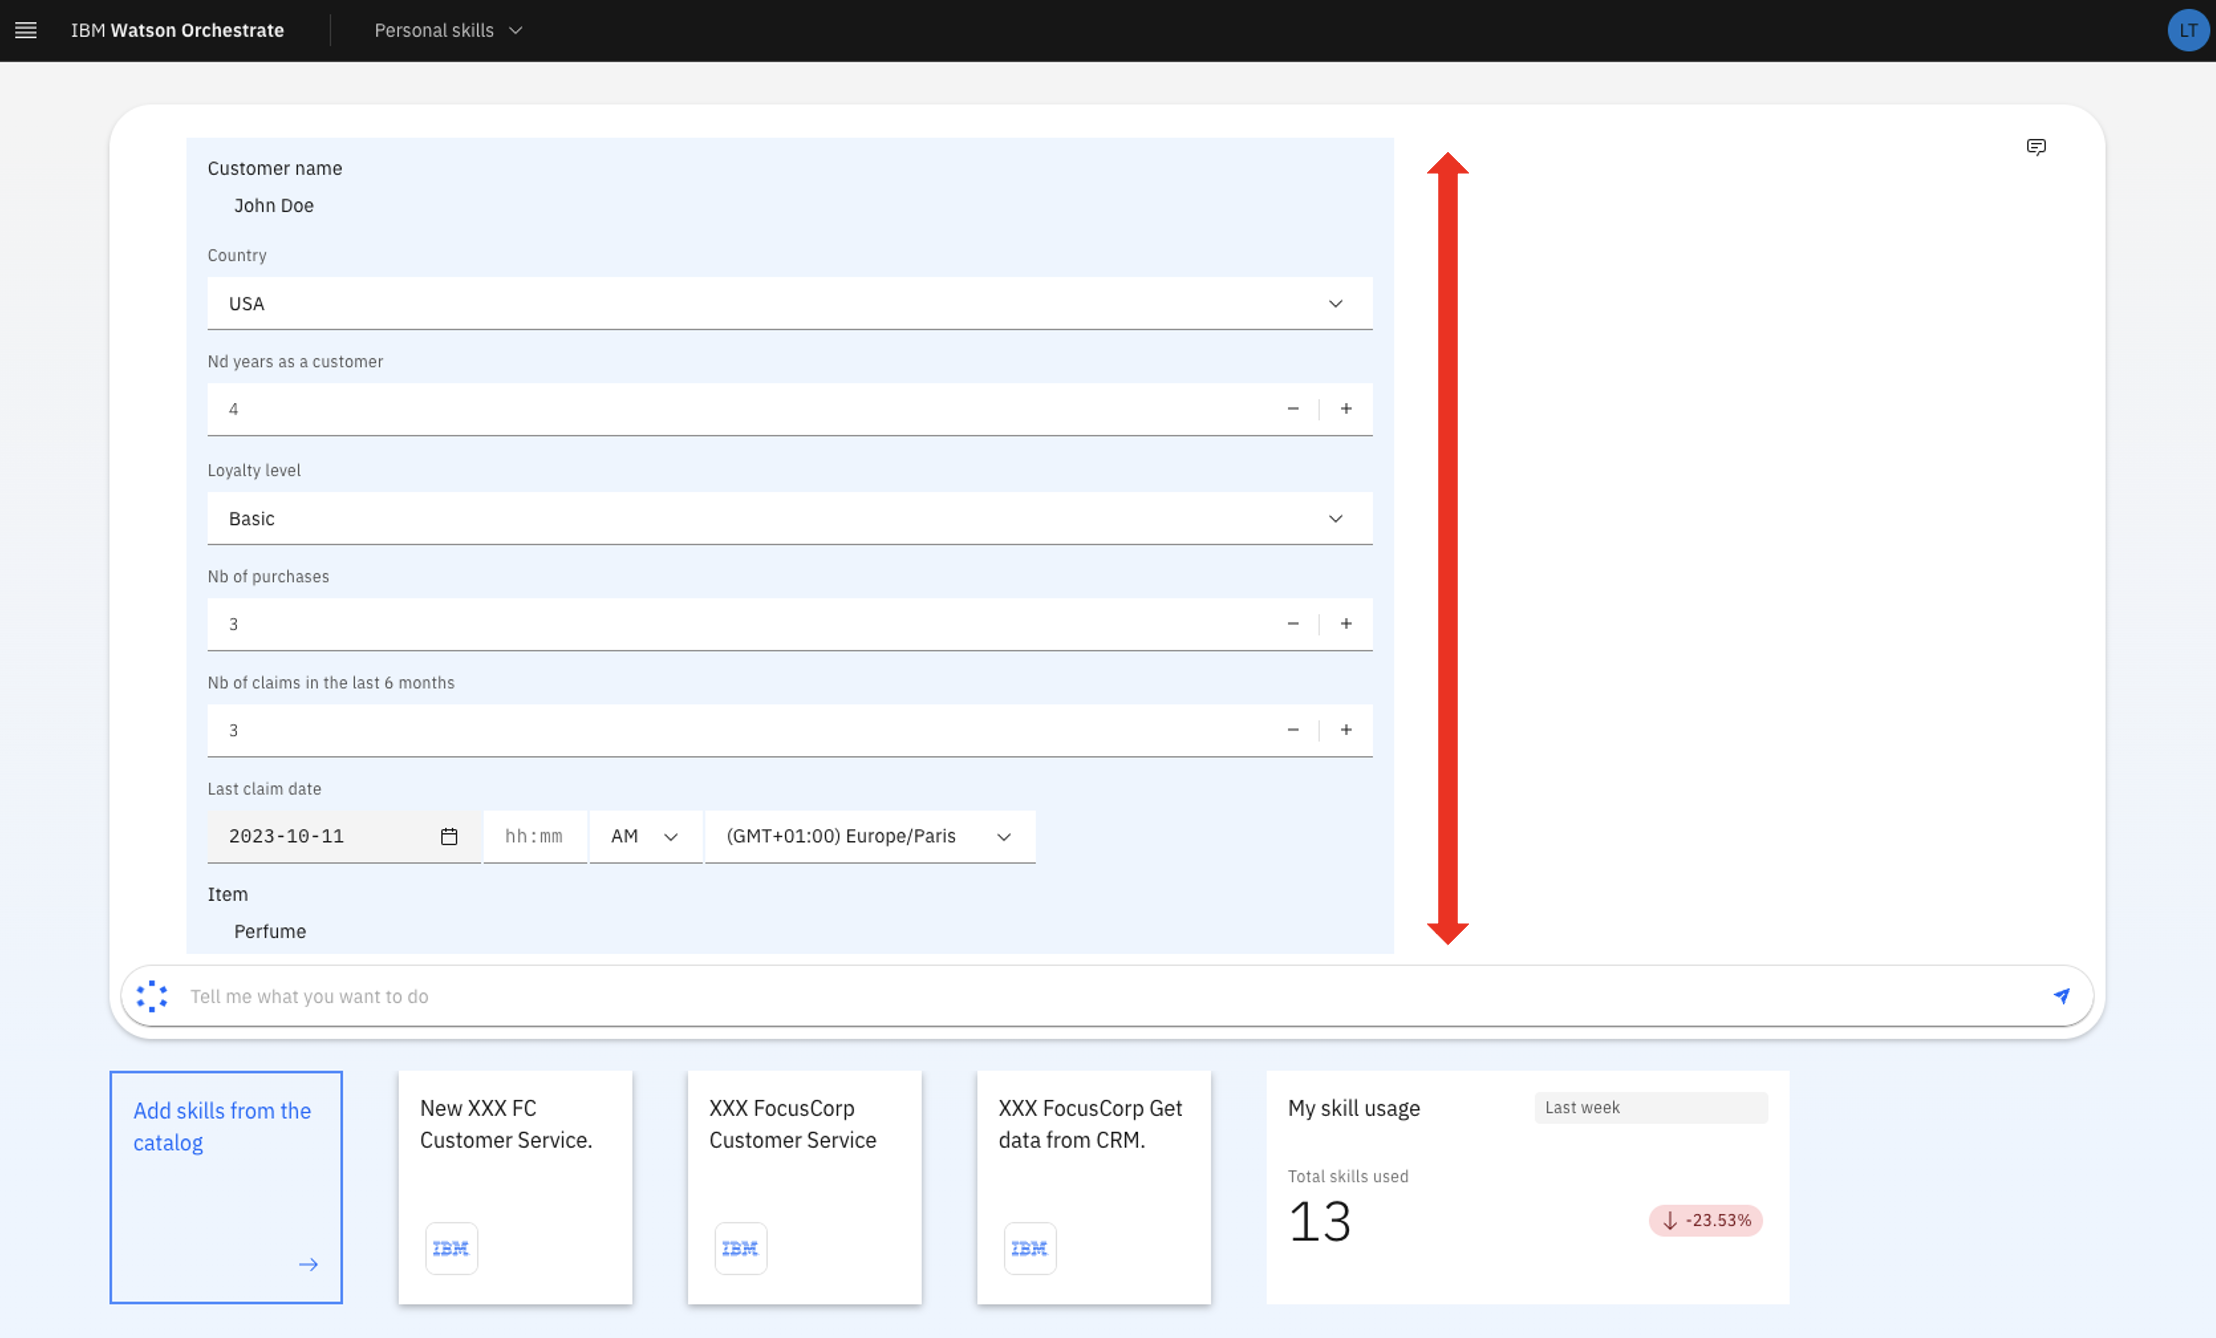 IBM Watson Orchestrate
Personal skills
LT
Customer name
John Doe
Country
USA
Nd years as a customer
4
Loyalty level
Basic
Nb of purchases
3
Nb of claims in the last 6 months
3
Last claim date
2023-10-11 hh:mm AM (GMT+01:00) Europe/Paris
Item
Perfume
Tell me what you want to do
Add skills from the
catalog
New XXX FC
Customer Service.
IBM
XXX FocusCorp
Customer Service
IBM
XXX FocusCorp Get
data from CRM.
IBM
My skill usage
Last week
Total skills used
13
-23.53%